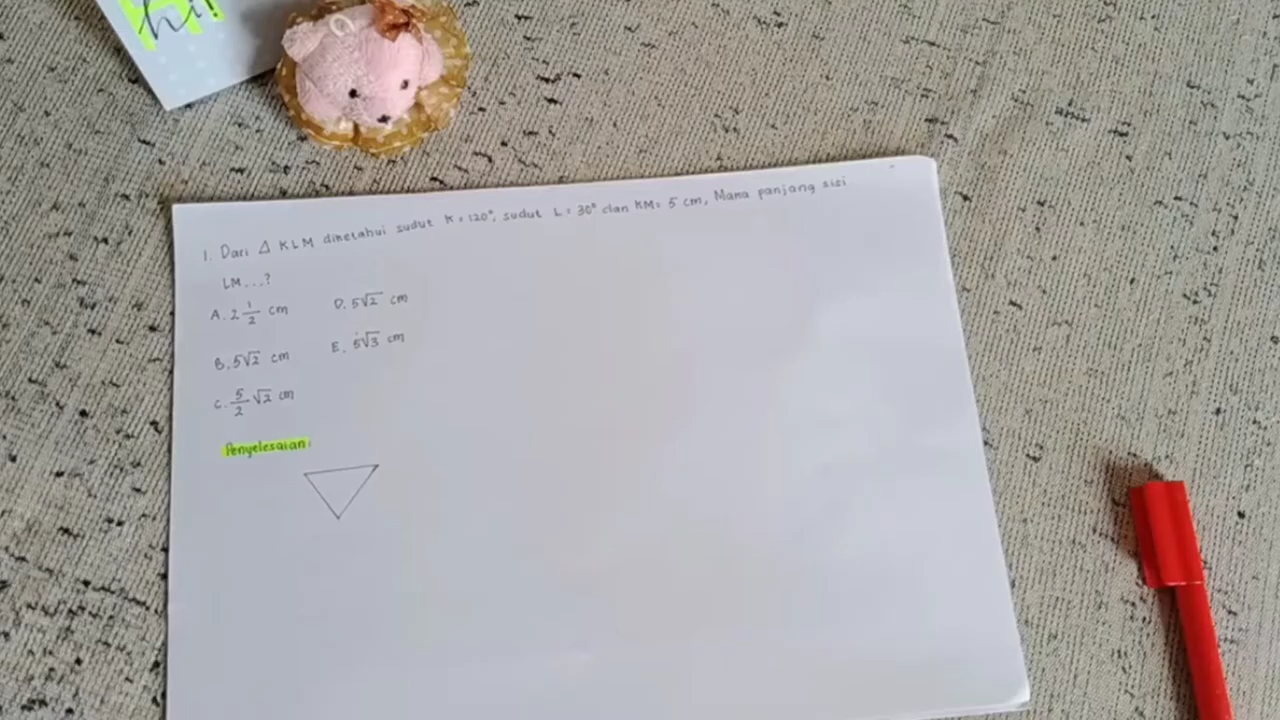 hi!
1. Dari △ KLM diketahui sudut K = 120°, sudut L = 30° dan KM = 5 cm, Mana panjang sisi
LM...?
A. 2 1/2 cm
D. 5√2 cm
B. 5√2 cm
E. 5√3 cm
C. 5/2 √2 cm
Penyelesaian: